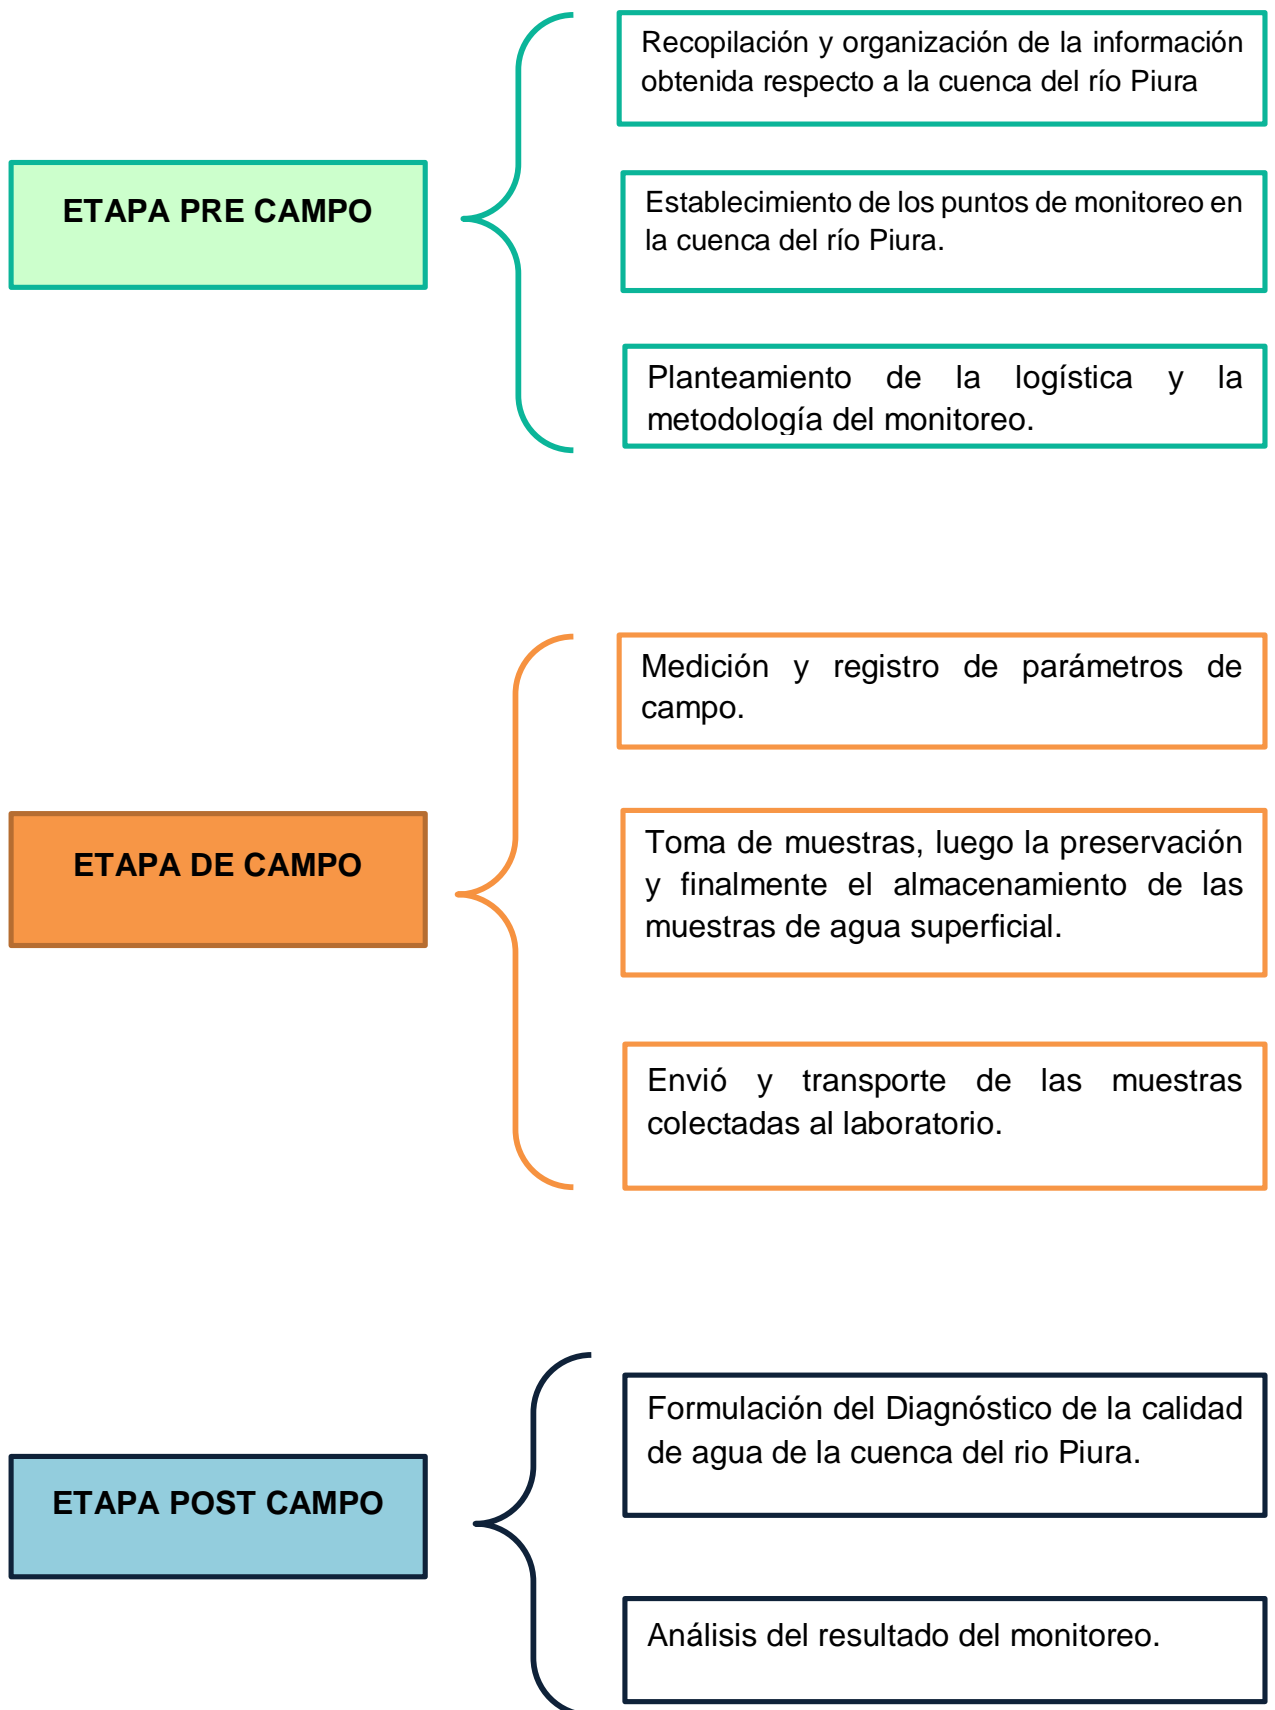 ETAPA PRE CAMPO
Recopilación y organización de la información
obtenida respecto a la cuenca del río Piura
Establecimiento de los puntos de monitoreo en
la cuenca del río Piura.
Planteamiento de la logística y la
metodología del monitoreo.
ETAPA DE CAMPO
Medición y registro de parámetros de
campo.
Toma de muestras, luego la preservación
y finalmente el almacenamiento de las
muestras de agua superficial.
Envió y transporte de las muestras
colectadas al laboratorio.
ETAPA POST CAMPO
Formulación del Diagnóstico de la calidad
de agua de la cuenca del rio Piura.
Análisis del resultado del monitoreo.